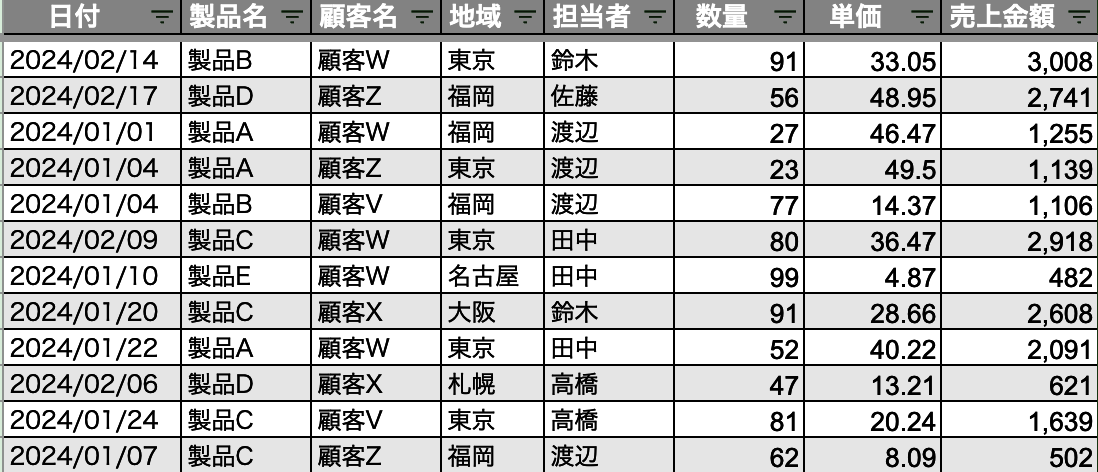 日付 製品名 顧客名 地域 担当者 数量 単価 売上金額
2024/02/14 製品B 顧客W 東京 鈴木 91 33.05 3,008
2024/02/17 製品D 顧客Z 福岡 佐藤 56 48.95 2,741
2024/01/01 製品A 顧客W 福岡 渡辺 27 46.47 1,255
2024/01/04 製品A 顧客Z 東京 渡辺 23 49.5 1,139
2024/01/04 製品B 顧客V 福岡 渡辺 77 14.37 1,106
2024/02/09 製品C 顧客W 東京 田中 80 36.47 2,918
2024/01/10 製品E 顧客W 名古屋 田中 99 4.87 482
2024/01/20 製品C 顧客X 大阪 鈴木 91 28.66 2,608
2024/01/22 製品A 顧客W 東京 田中 52 40.22 2,091
2024/02/06 製品D 顧客X 札幌 高橋 47 13.21 621
2024/01/24 製品C 顧客V 東京 高橋 81 20.24 1,639
2024/01/07 製品C 顧客Z 福岡 渡辺 62 8.09 502